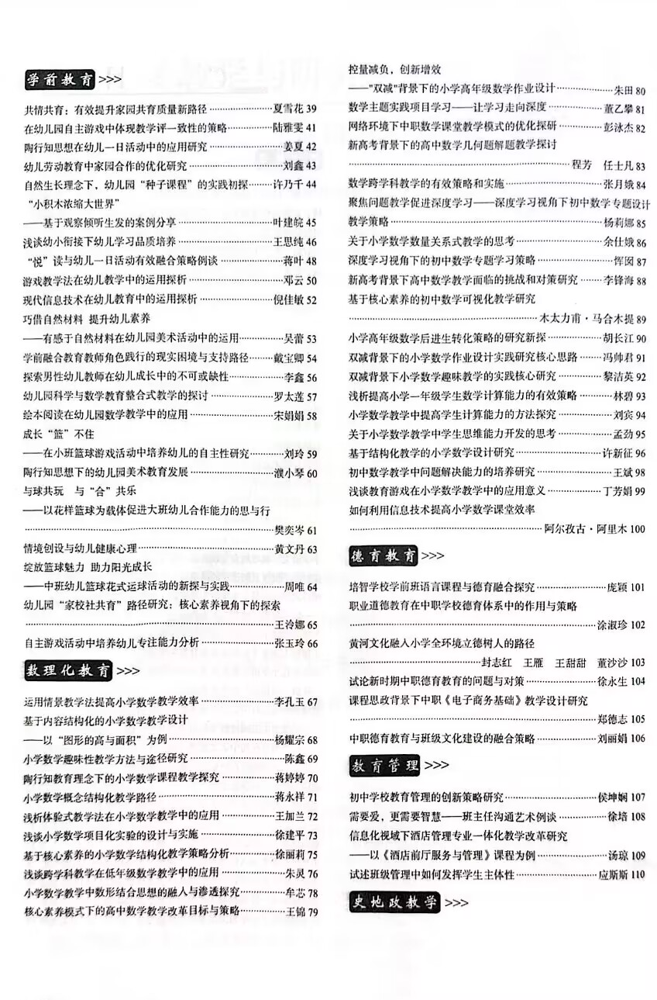 学前教育>>>
共情共育：有效提升家园共育质量新路径··············夏雪花 39
在幼儿园自主游戏中体现教学评一致性的策略·········陆雅雯 41
陶行知思想在幼儿一日活动中的应用研究··············姜夏 42
幼儿劳动教育中家园合作的优化研究··················刘鑫 43
自然生长理念下，幼儿园“种子课程”的实践初探·······许乃千 44
“小积木浓缩大世界”
——基于观察倾听生发的案例分享··················叶建皖 45
浅谈幼小衔接下幼儿学习品质培养··················王思纯 46
“悦”读与幼儿一日活动有效融合策略例谈············蒋叶 48
游戏教学法在幼儿教学中的运用探析··················邓云 50
现代信息技术在幼儿教育中的运用探析··············倪佳敏 52
巧借自然材料 提升幼儿素养
——有感于自然材料在幼儿园美术活动中的运用········吴蕾 53
学前融合教育教师角色践行的现实困境与支持路径·····戴宝卿 54
探索男性幼儿教师在幼儿成长中的不可或缺性··········李鑫 56
幼儿园科学与数学教育整合式教学的探讨············罗太莲 57
绘本阅读在幼儿园数学教学中的应用················宋娟娟 58
成长“篮”不住
——在小班篮球游戏活动中培养幼儿的自主性研究······刘玲 59
陶行知思想下的幼儿园美术教育发展················濮小琴 60
与球共玩　与“合”共乐
——以花样篮球为载体促进大班幼儿合作能力的思与行
··················樊奕岑 61
情境创设与幼儿健康心理··················黄文丹 63
绽放篮球魅力 助力阳光成长
——中班幼儿篮球花式运球活动的新探与实践··········周唯 64
幼儿园“家校社共育”路径研究：核心素养视角下的探索
··················王泠娜 65
自主游戏活动中培养幼儿专注能力分析··············张玉玲 66
数理化教育>>>
运用情景教学法提高小学数学教学效率··············李孔玉 67
基于内容结构化的小学数学教学设计
——以“图形的高与面积”为例··················杨耀宗 68
小学数学趣味性教学方法与途径研究··················陈鑫 69
陶行知教育理念下的小学数学课程教学探究··········蒋婷婷 70
小学数学概念结构化教学路径··················蒋永祥 71
浅析体验式教学法在小学数学教学中的应用··········王加兰 72
浅谈小学数学项目化实验的设计与实施··············徐建平 73
基于核心素养的小学数学结构化教学策略分析········徐丽莉 75
浅谈跨学科教学在低年级数学教学中的应用············朱灵 76
小学数学教学中数形结合思想的融入与渗透探究········牟芯 78
核心素养模式下的高中数学教学改革目标与策略········王锦 79
控量减负，创新增效
——"双减"背景下的小学高年级数学作业设计··········朱田 80
数学主题实践项目学习——让学习走向深度··········董乙攀 81
网络环境下中职数学课堂教学模式的优化探研········彭泳杰 82
新高考背景下的高中数学几何题解题教学探讨
··················程芳　任士凡 83
数学跨学科教学的有效策略和实施··················张月娥 84
聚焦问题教学促进深度学习——深度学习视角下初中数学专题设计
教学策略··················杨莉娜 85
关于小学数学数量关系式教学的思考··············余仕娥 86
深度学习视角下的初中数学专题学习策略············恽囡 87
新高考背景下高中数学教学面临的挑战和对策研究·····李锋海 88
基于核心素养的初中数学可视化教学研究
··················木太力甫·马合木提 89
小学高年级数学后进生转化策略的研究新探··········胡长江 90
双减背景下的小学数学作业设计实践研究核心思路·····冯帅君 91
双减背景下小学数学趣味教学的实践核心研究········黎洁英 92
浅析提高小学一年级学生数学计算能力的有效策略······林碧 93
小学数学教学中提高学生计算能力的方法探究··········刘宾 94
关于小学数学教学中学生思维能力开发的思考··········孟劲 95
基于结构化教学的小学数学设计研究··············许新征 96
初中数学教学中问题解决能力的培养研究··············王斌 98
浅谈教育游戏在小学数学教学中的应用意义··········丁芳娟 99
如何利用信息技术提高小学数学课堂效率
··················阿尔孜古·阿里木 100
德育教育>>>
培智学校学前班语言课程与德育融合探究············庞颖 101
职业道德教育在中职学校德育体系中的作用与策略
··················涂淑珍 102
黄河文化融入小学全环境立德树人的路径
··················封志红　王雁　王甜甜　董沙沙 103
试论新时期中职德育教育的问题与对策··············徐永生 104
课程思政背景下中职《电子商务基础》教学设计研究
··················郑德志 105
中职德育教育与班级文化建设的融合策略············刘丽娟 106
教育管理>>>
初中学校教育管理的创新策略研究··················侯坤娴 107
需要爱，更需要智慧——班主任沟通艺术例谈··········徐培 108
信息化视域下酒店管理专业一体化教学改革研究
——以《酒店前厅服务与管理》课程为例··············汤琼 109
试述班级管理中如何发挥学生主体性··············应斯斯 110
史地政教学>>>